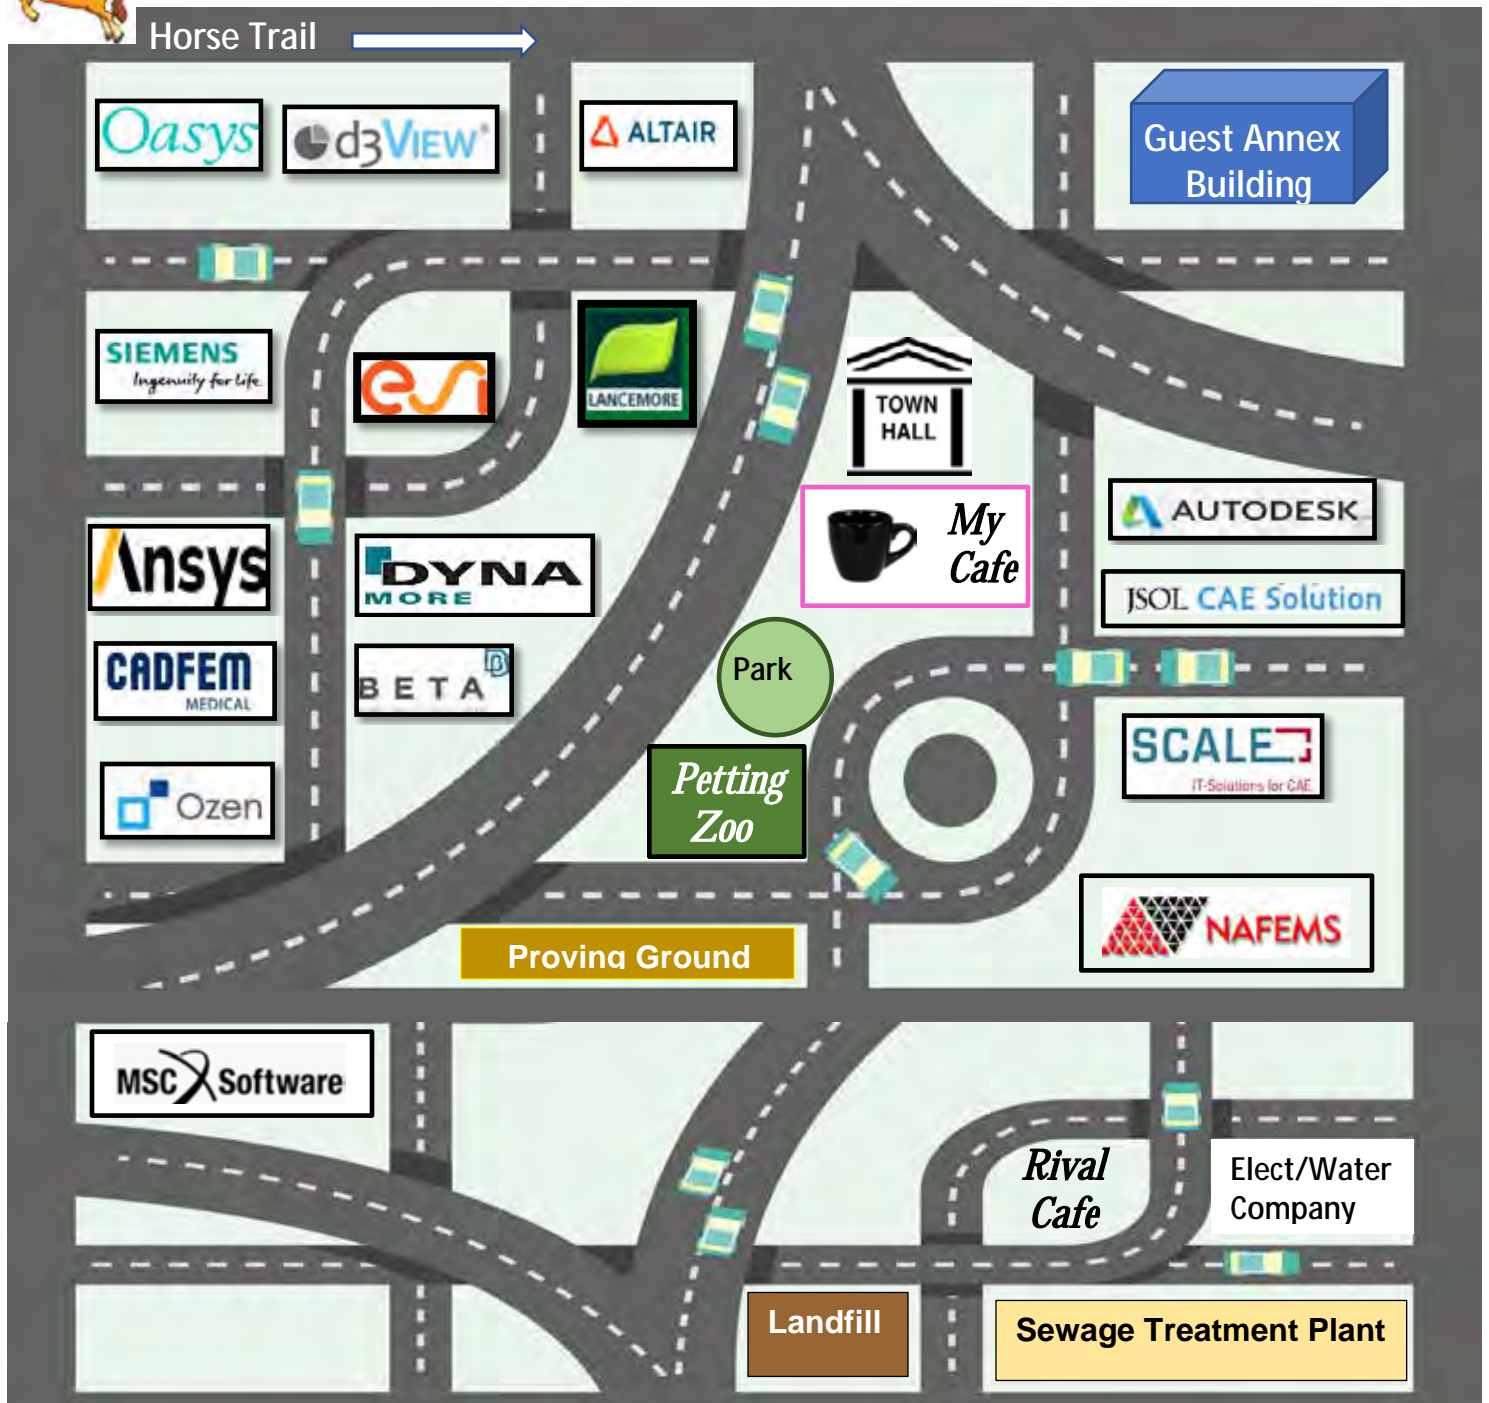 Horse Trail
Oasys
d3VIEW®
ALTAIR
Guest Annex
Building
SIEMENS
Ingenuity for life
esi
LANCEMORE
TOWN
HALL
My
Cafe
AUTODESK
JSOL CAE Solution
Ansys
DYNA
MORE
CADFEM
MEDICAL
BETA
β
Park
SCALE
IT-Solutions for CAE
Ozen
Petting
Zoo
NAFEMS
Proving Ground
MSC Software
Rival
Cafe
Elect/Water
Company
Landfill
Sewage Treatment Plant